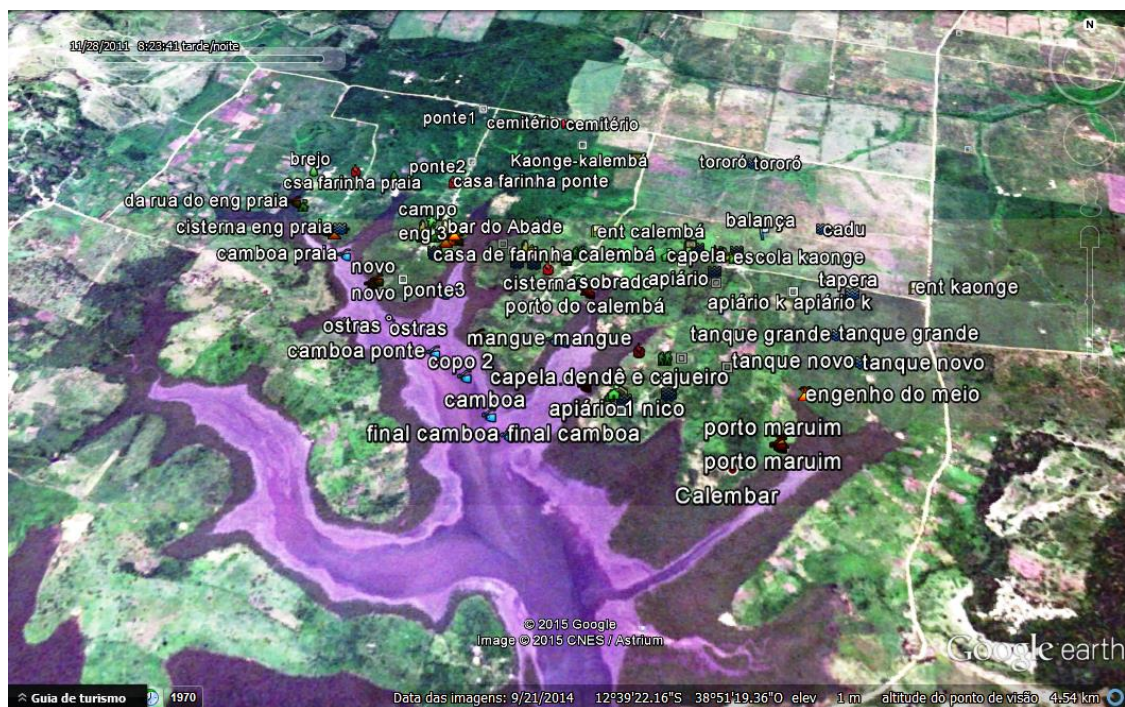 N
11/28/2011 8:23:41 tarde/noite
ponte1
cemitério cemitério
brejo
ponte2
Kaonge-kalembá
tororó tororó
csa farinha praia
casa farinha ponte
da rua do eng praia
campo
balança
cisterna eng praia
eng 3 bar do Abade
ent calembá
cadu
camboa praia
casa de farinha calembá
capela
escola kaonge
novo
cisterna sobrado apiário
tapera
novo ponte3
porto do calembá
apiário k apiário k
ent kaonge
ostras ostras
mangue mangue
tanque grande tanque grande
camboa ponte
copo 2
tanque novo tanque novo
capela dendê e cajueiro
camboa
apiário 1 nico
engenho do meio
final camboa final camboa
porto maruim
porto maruim
Calembar
© 2015 Google
Image © 2015 CNES / Astrium
Google earth
Guia de turismo 1970 Data das imagens: 9/21/2014 12°39'22.16"S 38°51'19.36"O elev 1 m altitude do ponto de visão 4.54 km